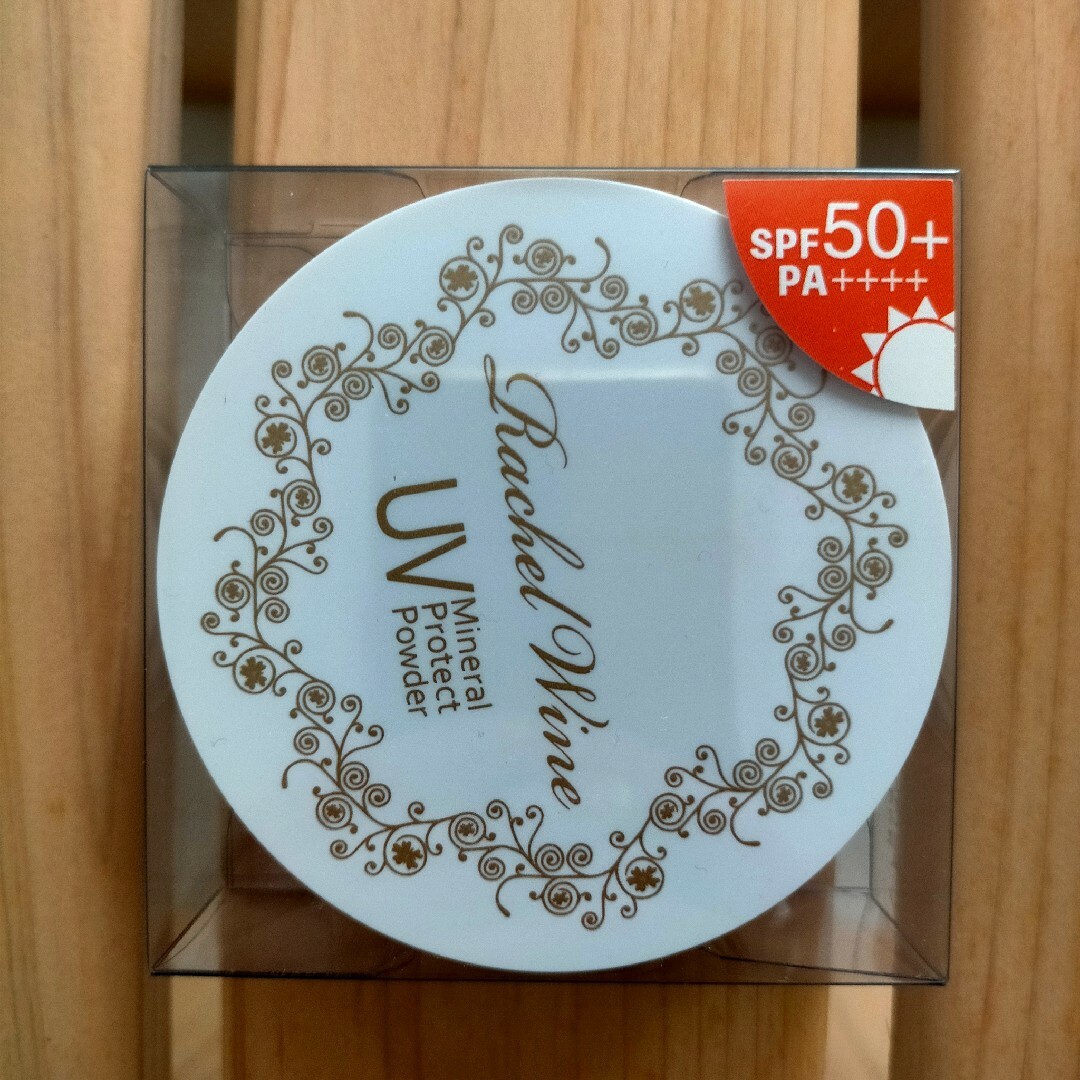 SPF50+
PA++++
Rachel Wine
UV
Mineral
Protect
Powder